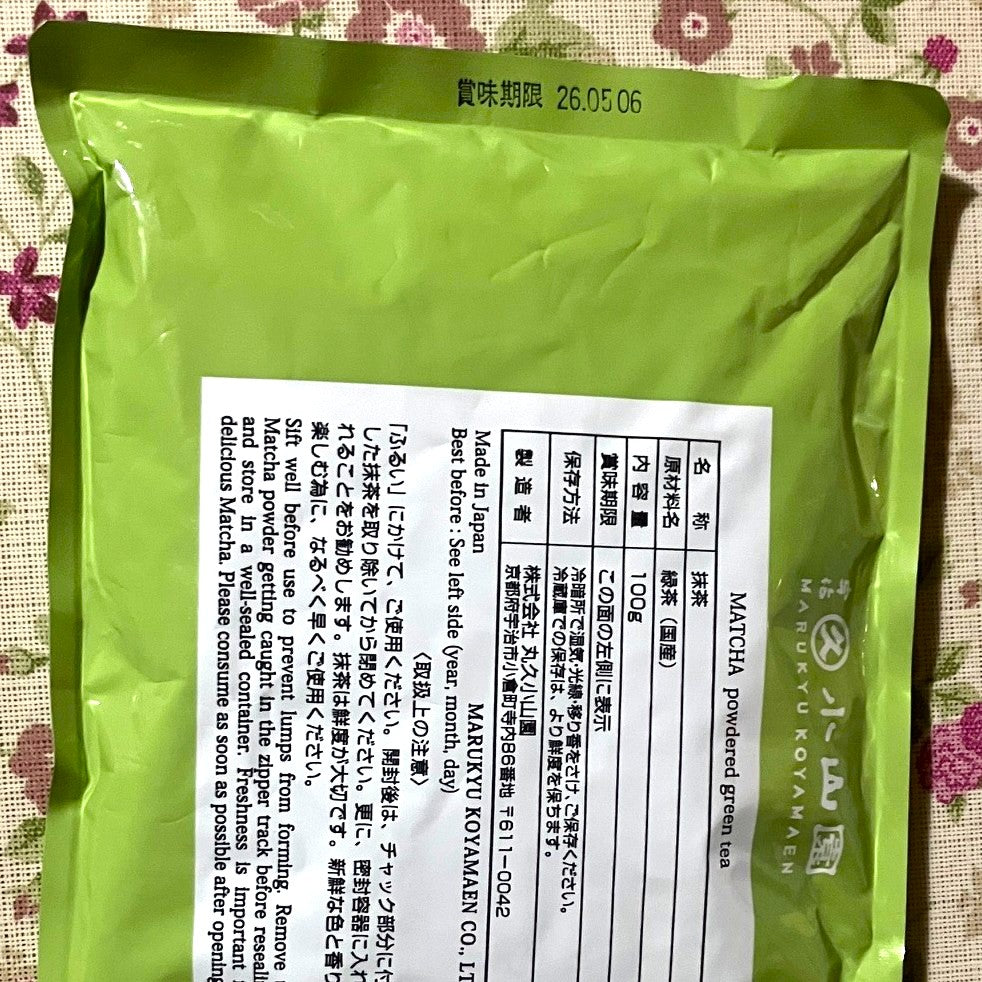 賞味期限 26.05 06
宇治
久 小山園
MARUKYU KOYAMAEN
MATCHA powdered green tea
名称 抹茶
原材料名 緑茶(国産)
内容量 100g
賞味期限 この面の左側に表示
保存方法 冷暗所で湿気・光線・移り香をさけ、ご保存ください。
冷蔵庫での保存は、より鮮度を保ちます。
製造者 株式会社 丸久小山園
京都府宇治市小倉町寺内86番地 〒611-0042
Made in Japan
MARUKYU KOYAMAEN CO.,
Best before : See left side (year, month, day)
〈取扱上の注意〉
「ふるい」にかけて、ご使用ください。開封後は、チャック部分に付
した抹茶を取り除いてから閉めてください。更に、密封容器に入れ
れることをお勧めします。抹茶は鮮度が大切です。新鮮な色と香り
楽しむ為に、なるべく早くご使用ください。
Sift well before use to prevent lumps from forming. Remove
Matcha powder getting caught in the zipper track before
and store in a well-sealed container. Freshness is important
delicious Matcha. Please consume as soon as possible after opening